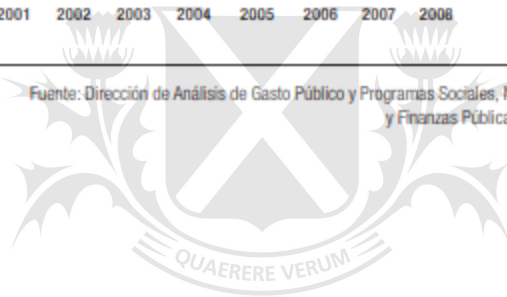 2001 2002 2003 2004 2005 2006 2007 2008
Fuente: Dirección de Análisis de Gasto Público y Programas Sociales,
y Finanzas
QUAERERE VERUM